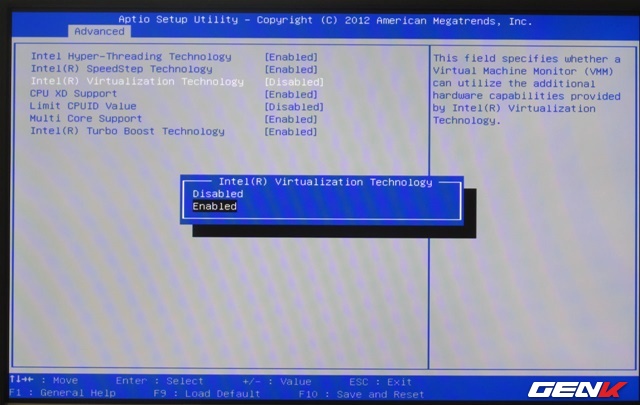 Aptio Setup Utility – Copyright (C) 2012 American Megatrends, Inc.
Advanced
Intel Hyper-Threading Technology [Enabled]
Intel(R) SpeedStep Technology [Enabled]
Intel(R) Virtualization Technology [Disabled]
CPU XD Support [Enabled]
Limit CPUID Value [Disabled]
Multi Core Support [Enabled]
Intel(R) Turbo Boost Technology [Enabled]
This field specifies whether a
Virtual Machine Monitor (VMM)
can utilize the additional
hardware capabilities provided
by Intel(R) Virtualization
Technology.
Intel(R) Virtualization Technology
Disabled
Enabled
↑↓→← : Move Enter : Select +/- : Value ESC : Exit
F1 : General Help F9 : Load Default F10 : Save and Reset
GENK